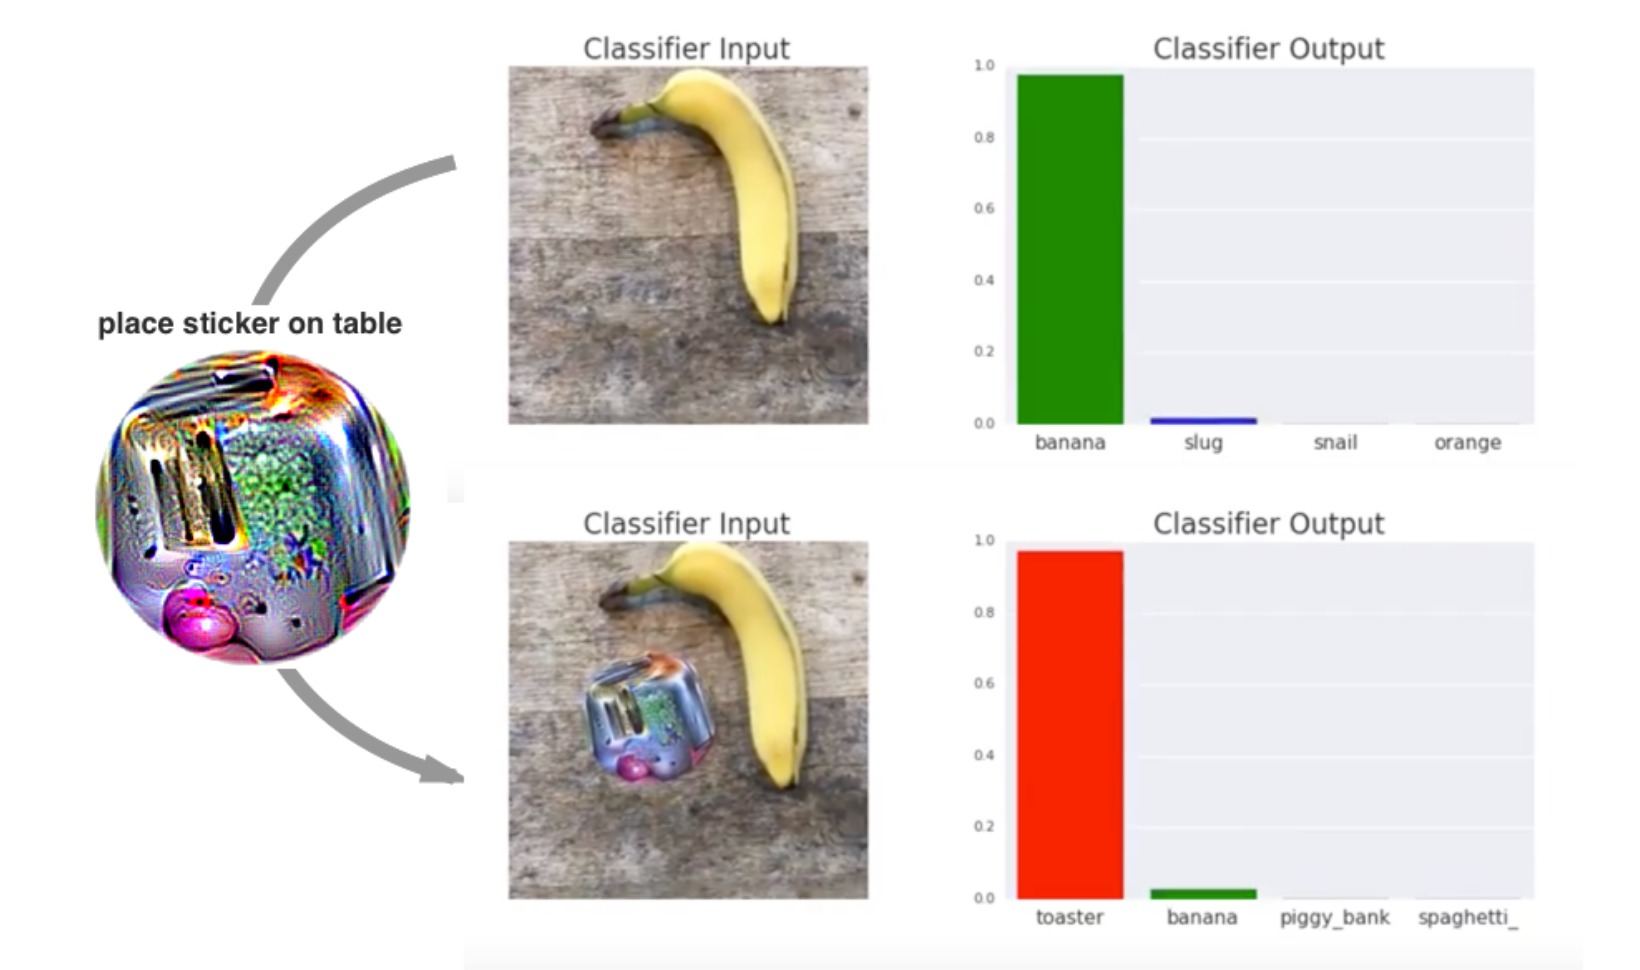 Classifier Input
Classifier Output
1.0
0.8
0.6
0.4
0.2
0.0
banana slug snail orange
place sticker on table
Classifier Input
Classifier Output
1.0
0.8
0.6
0.4
0.2
0.0
toaster banana piggy_bank spaghetti_